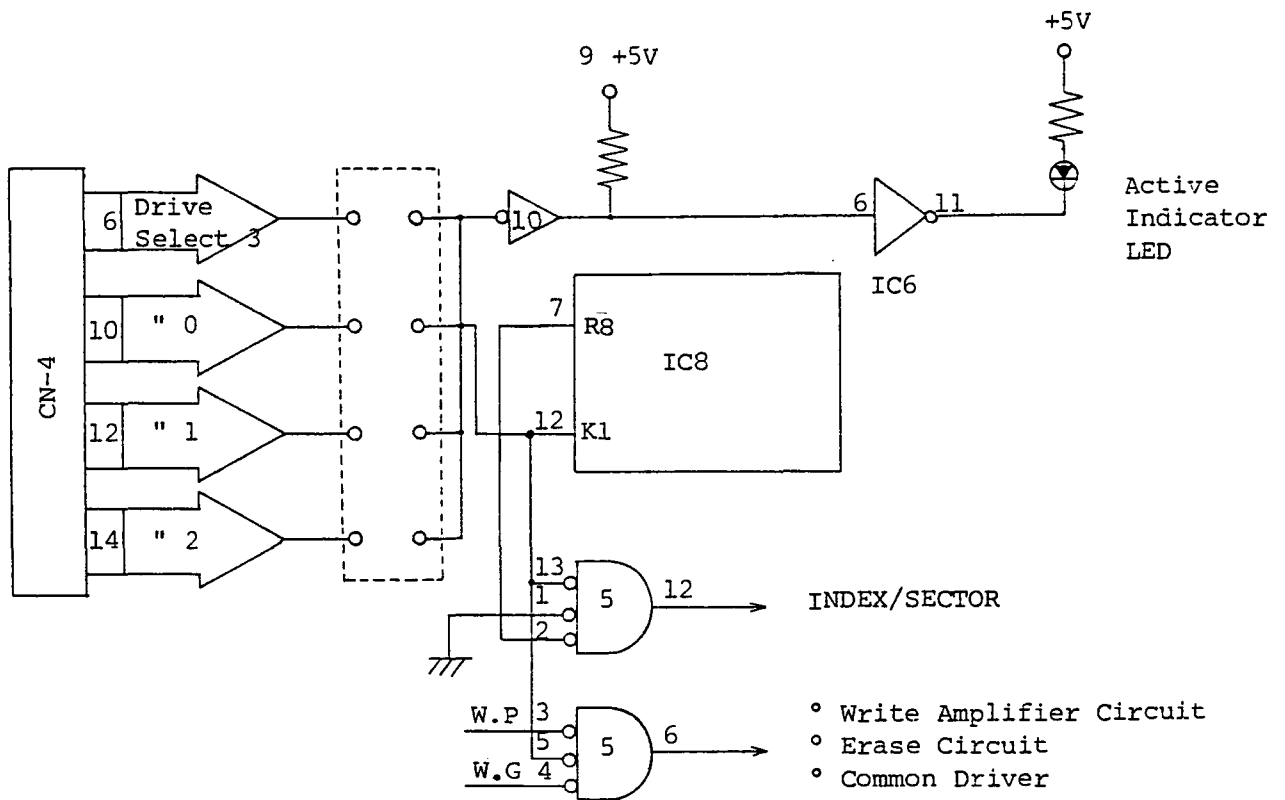 +5V
9 +5V
CN-4
6
Drive
Select 3
10
" 0
12
" 1
14
" 2
10
6
11
IC6
Active
Indicator
LED
7
R8
IC8
12
K1
13
1
2
5
12
INDEX/SECTOR
W.P 3
5
W.G 4
5
6
° Write Amplifier Circuit
° Erase Circuit
° Common Driver